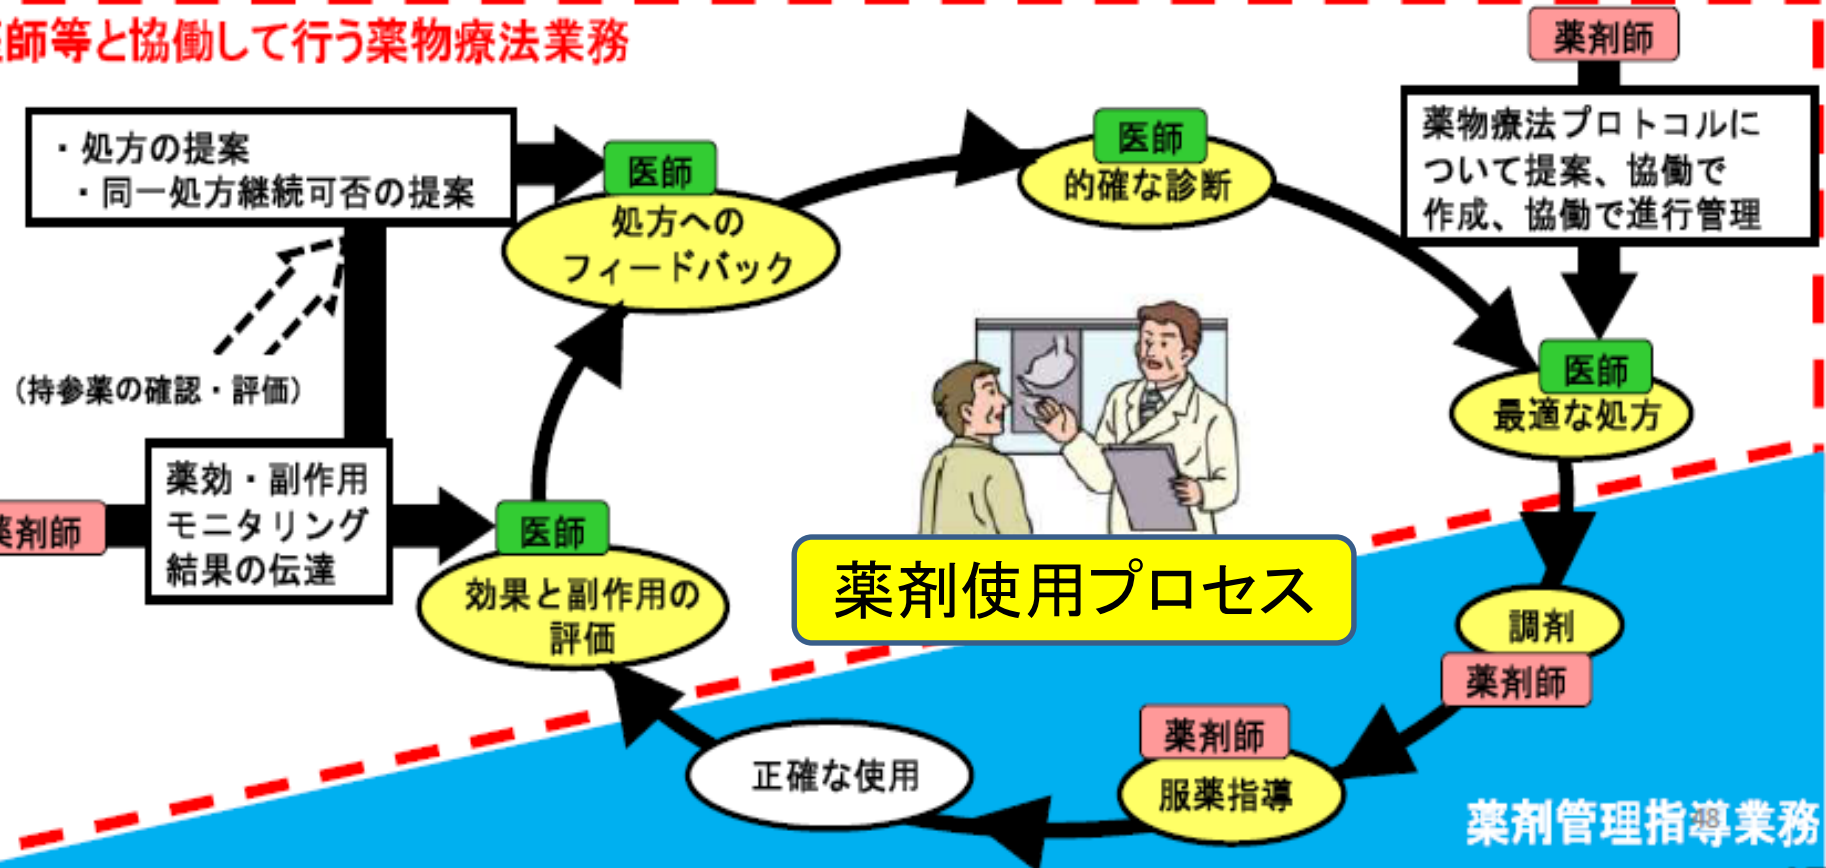 師等と協働して行う薬物療法業務
薬剤師
・処方の提案
・同一処方継続可否の提案
医師
処方への
フィードバック
医師
的確な診断
薬物療法プロトコルに
ついて提案、協働で
作成、協働で進行管理
(持参薬の確認・評価)
医師
最適な処方
薬剤師
薬効・副作用
モニタリング
結果の伝達
医師
効果と副作用の
評価
薬剤使用プロセス
調剤
薬剤師
薬剤師
服薬指導
正確な使用
薬剤管理指導業務
48